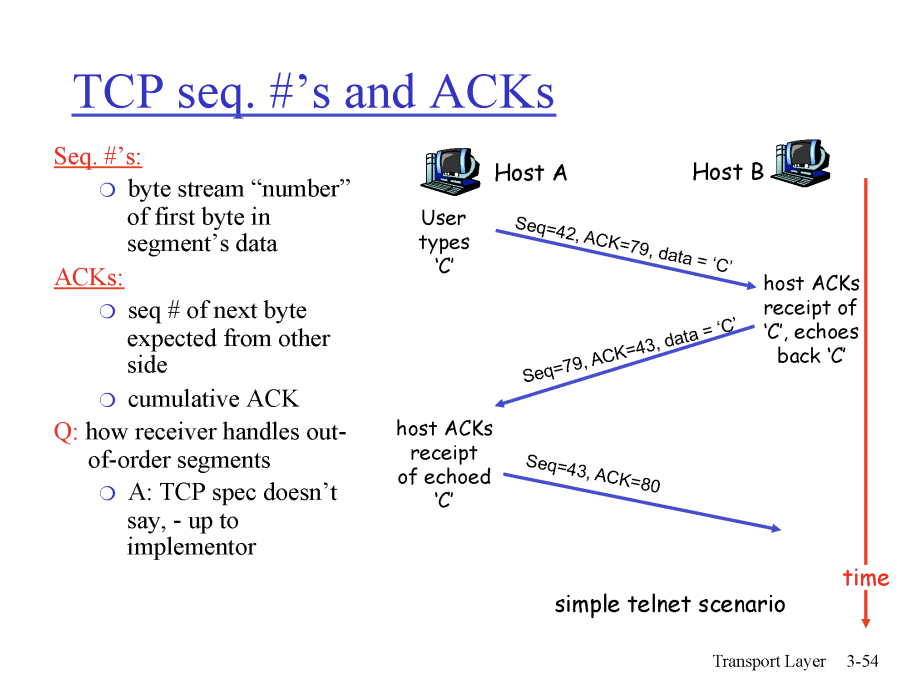 TCP seq. #’s and ACKs
Seq. #’s:
byte stream “number”
of first byte in
segment’s data
ACKs:
seq # of next byte
expected from other
side
cumulative ACK
Q: how receiver handles out-
of-order segments
A: TCP spec doesn’t
say, - up to
implementor
Host A
Host B
User
types
‘C’
Seq=42, ACK=79, data = ‘C’
host ACKs
receipt of
‘C’, echoes
back ‘C’
Seq=79, ACK=43, data = ‘C’
host ACKs
receipt
of echoed
‘C’
Seq=43, ACK=80
time
simple telnet scenario
Transport Layer 3-54